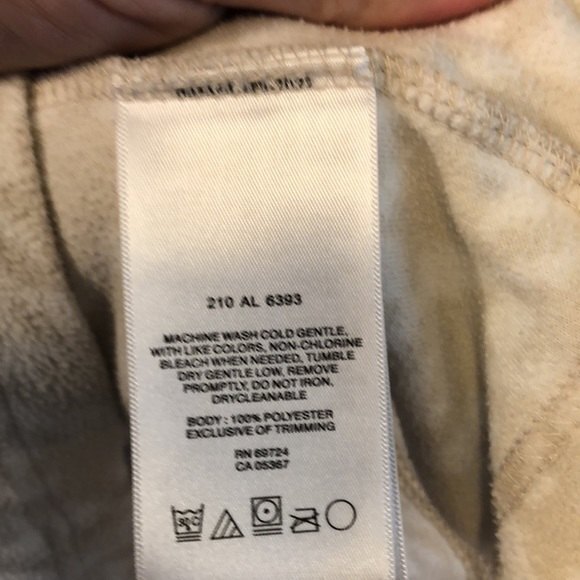 210 AL 6393
MACHINE WASH COLD GENTLE,
WITH LIKE COLORS, NON-CHLORINE
BLEACH WHEN NEEDED, TUMBLE
DRY GENTLE LOW, REMOVE
PROMPTLY, DO NOT IRON,
DRYCLEANABLE
BODY : 100% POLYESTER
EXCLUSIVE OF TRIMMING
RN 69724
CA 05367